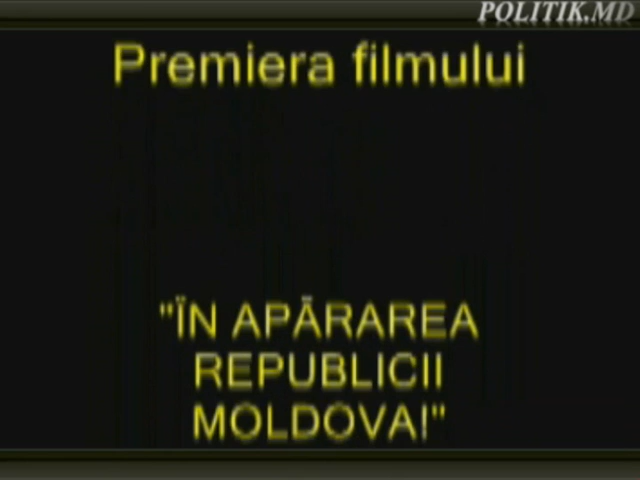 POLITIK.MD
Premiera filmului
"ÎN APĂRAREA
REPUBLICII
MOLDOVA!"